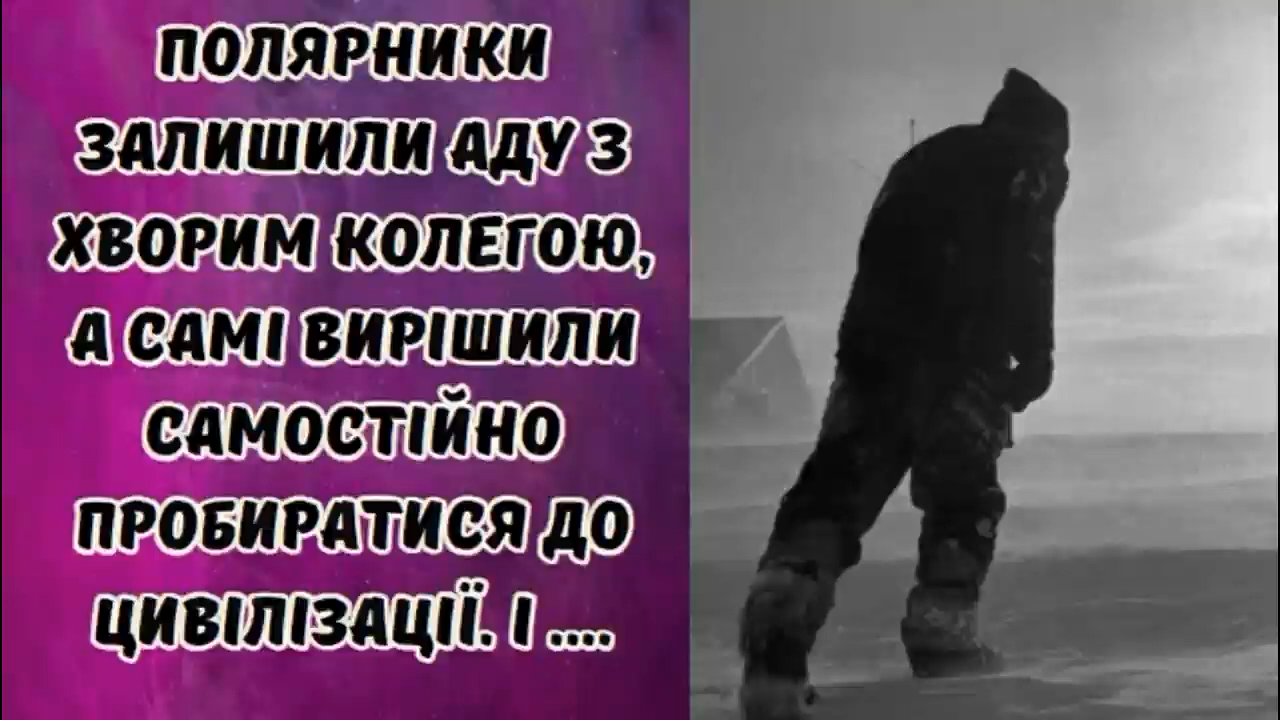 ПОЛЯРНИКИ
ЗАЛИШИЛИ АДУ З
ХВОРИМ КОЛЕГОЮ,
А САМІ ВИРІШИЛИ
САМОСТІЙНО
ПРОБИРАТИСЯ ДО
ЦИВІЛІЗАЦІЇ. І ....